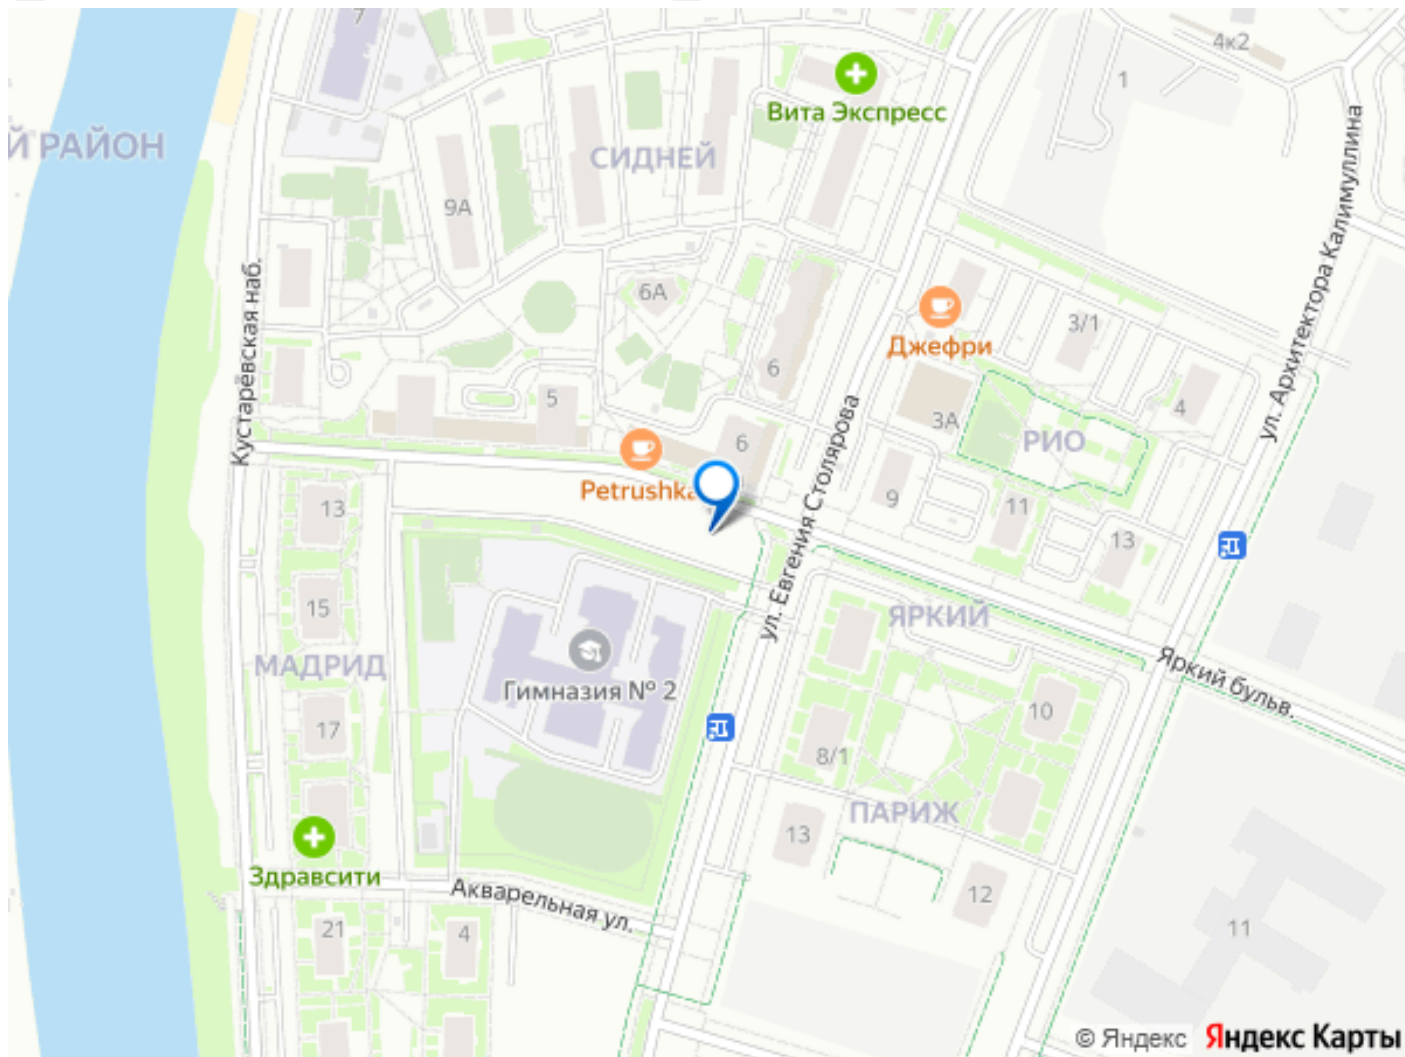 7
4к2
1
Вита Экспресс
Й РАЙОН
СИДНЕЙ
9А
ул. Архитектора Калимуллина
Кустарёвская наб.
6А
3/1
Джефри
6
5
4
3А
РИО
6
ул. Евгения Столярова
Petrushka
9
11
13
13
15
ЯРКИЙ
МАДРИД
Яркий бульв.
Гимназия № 2
17
10
8/1
ПАРИЖ
13
Здравсити
Акварельная ул.
12
21
4
11
© Яндекс Яндекс Карты